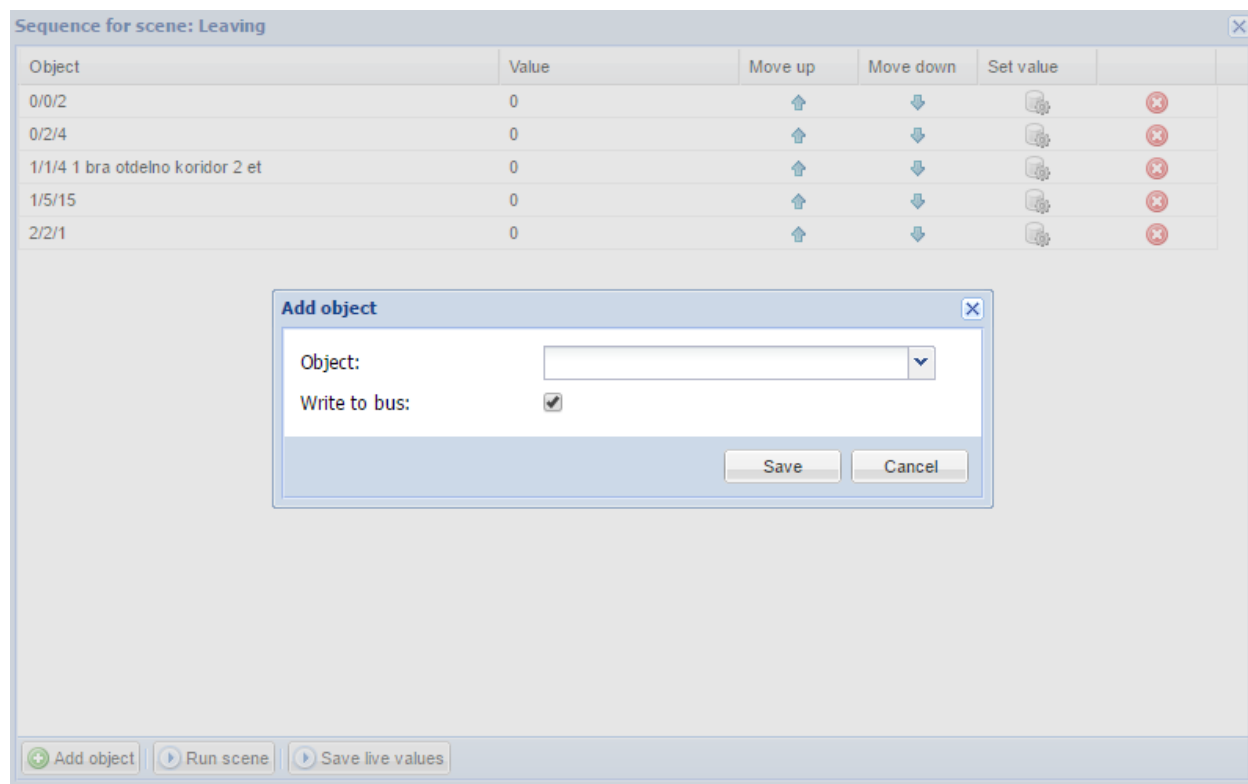 Sequence for scene: Leaving
Object Value Move up Move down Set value
0/0/2 0
0/2/4 0
1/1/4 1 bra otdelno koridor 2 et 0
1/5/15 0
2/2/1 0
Add object
Object:
Write to bus:
Save Cancel
Add object Run scene Save live values